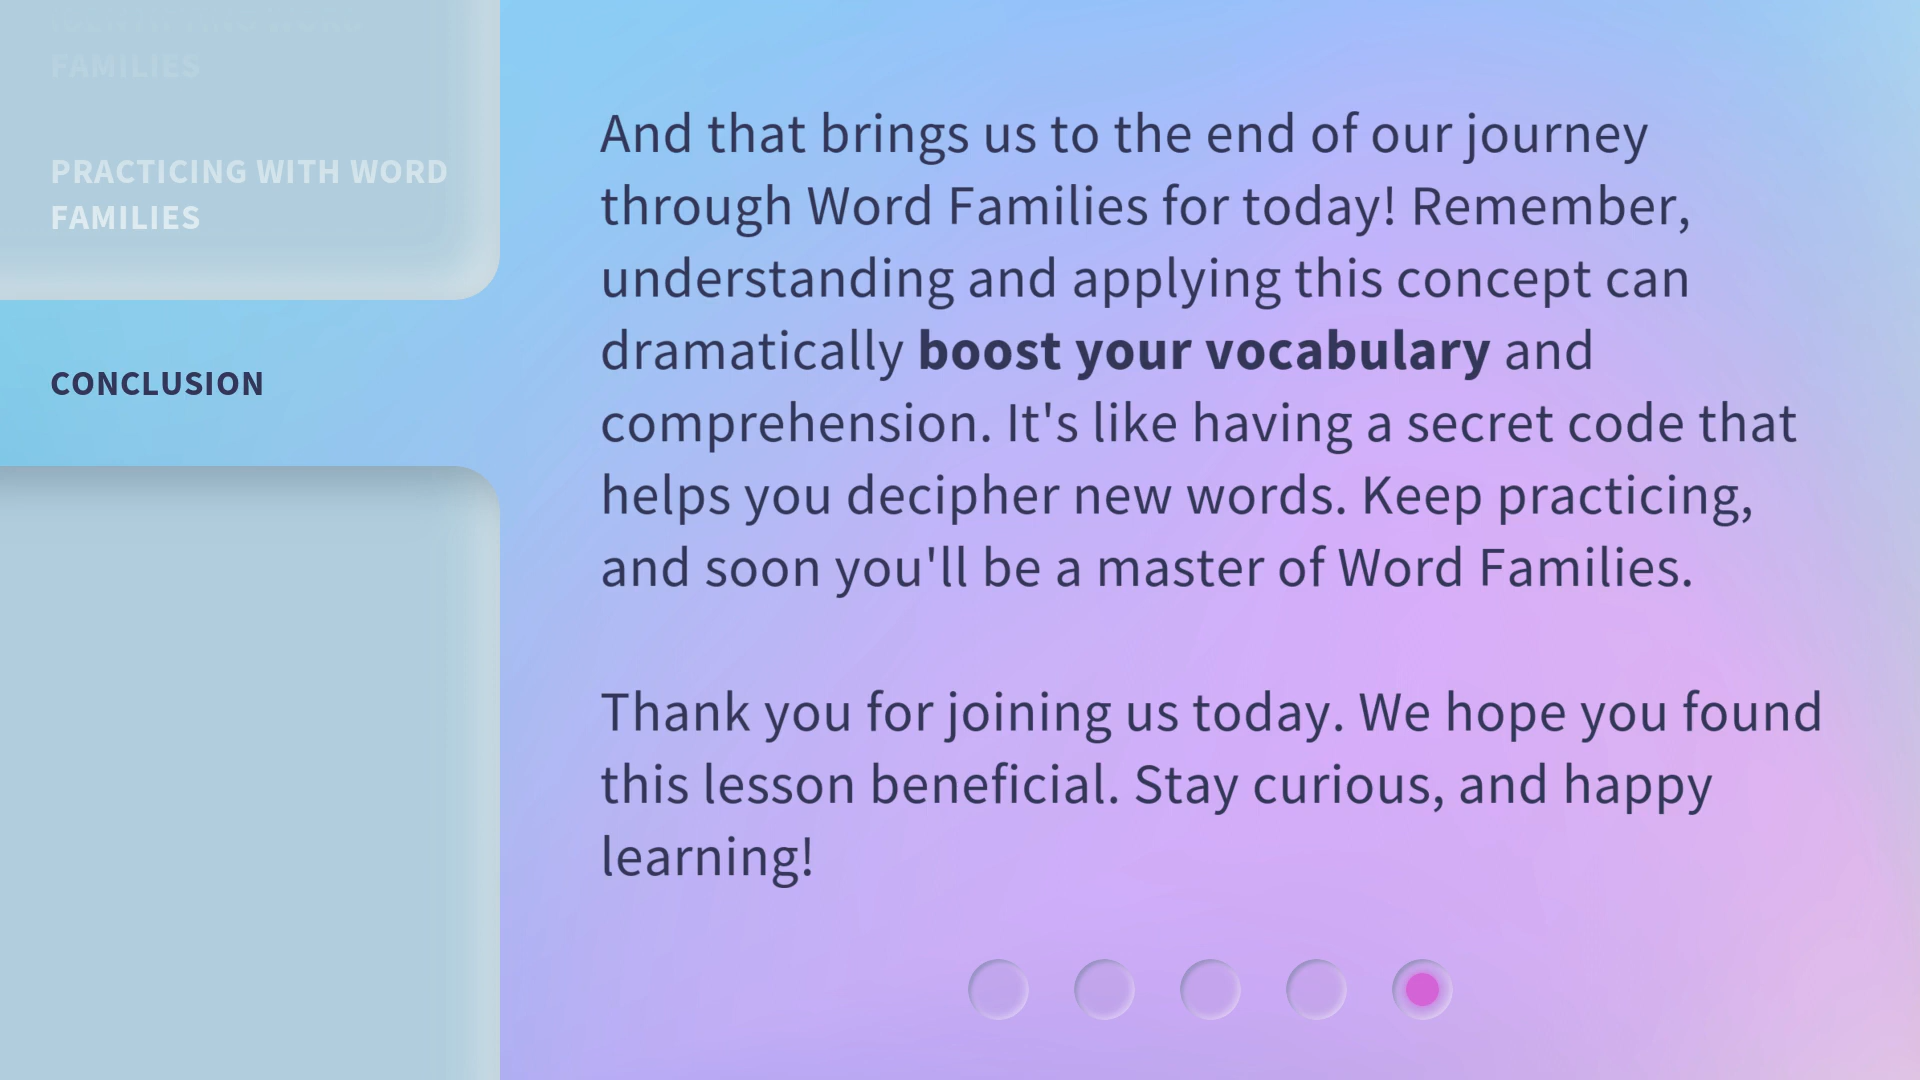 IDENTIFYING WORD
FAMILIES
PRACTICING WITH WORD
FAMILIES
CONCLUSION
And that brings us to the end of our journey
through Word Families for today! Remember,
understanding and applying this concept can
dramatically boost your vocabulary and
comprehension. It's like having a secret code that
helps you decipher new words. Keep practicing,
and soon you'll be a master of Word Families.
Thank you for joining us today. We hope you found
this lesson beneficial. Stay curious, and happy
learning!